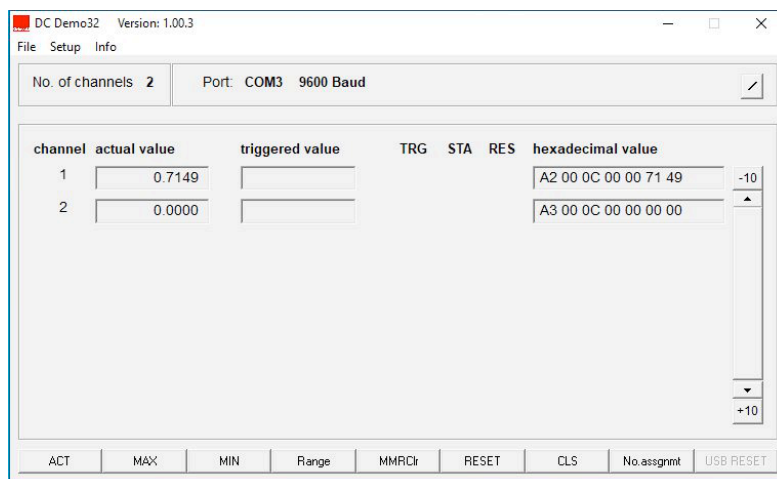 DC Demo32 Version: 1.00.3
File Setup Info
No. of channels 2 Port: COM3 9600 Baud
channel actual value triggered value TRG STA RES hexadecimal value
1 0.7149 A2 00 0C 00 00 71 49 -10
2 0.0000 A3 00 0C 00 00 00 00
+10
ACT MAX MIN Range MMRClr RESET CLS No.assgnmt USB RESET